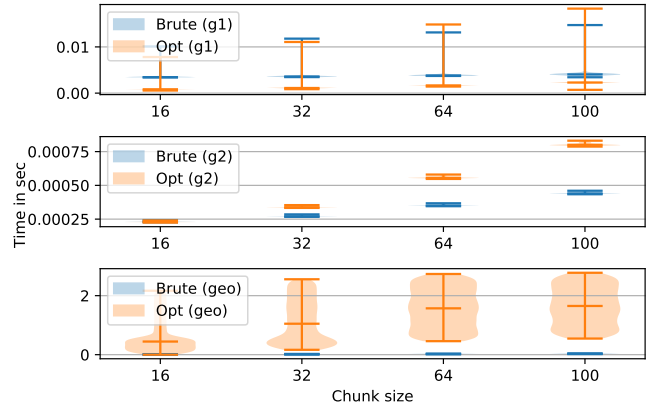 0.01
0.00
Brute (g1)
Opt (g1)
16 32 64 100
Time in sec
0.00075
0.00050
0.00025
Brute (g2)
Opt (g2)
16 32 64 100
2
0
Brute (geo)
Opt (geo)
16 32 64 100
Chunk size